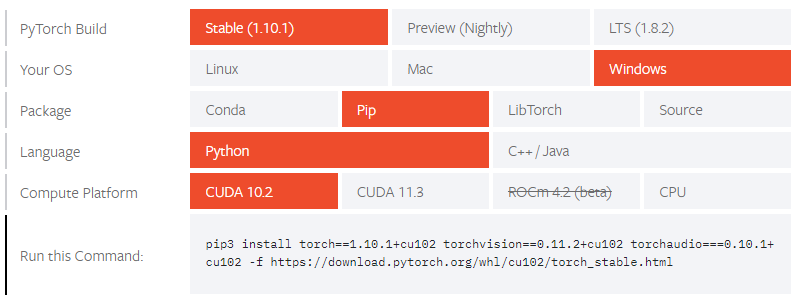 PyTorch Build Stable (1.10.1) Preview (Nightly) LTS (1.8.2)
Your OS Linux Mac Windows
Package Conda Pip LibTorch Source
Language Python C++ / Java
Compute Platform CUDA 10.2 CUDA 11.3 ROCm 4.2 (beta) CPU
Run this Command: pip3 install torch==1.10.1+cu102 torchvision==0.11.2+cu102 torchaudio===0.10.1+
cu102 -f https://download.pytorch.org/whl/cu102/torch_stable.html